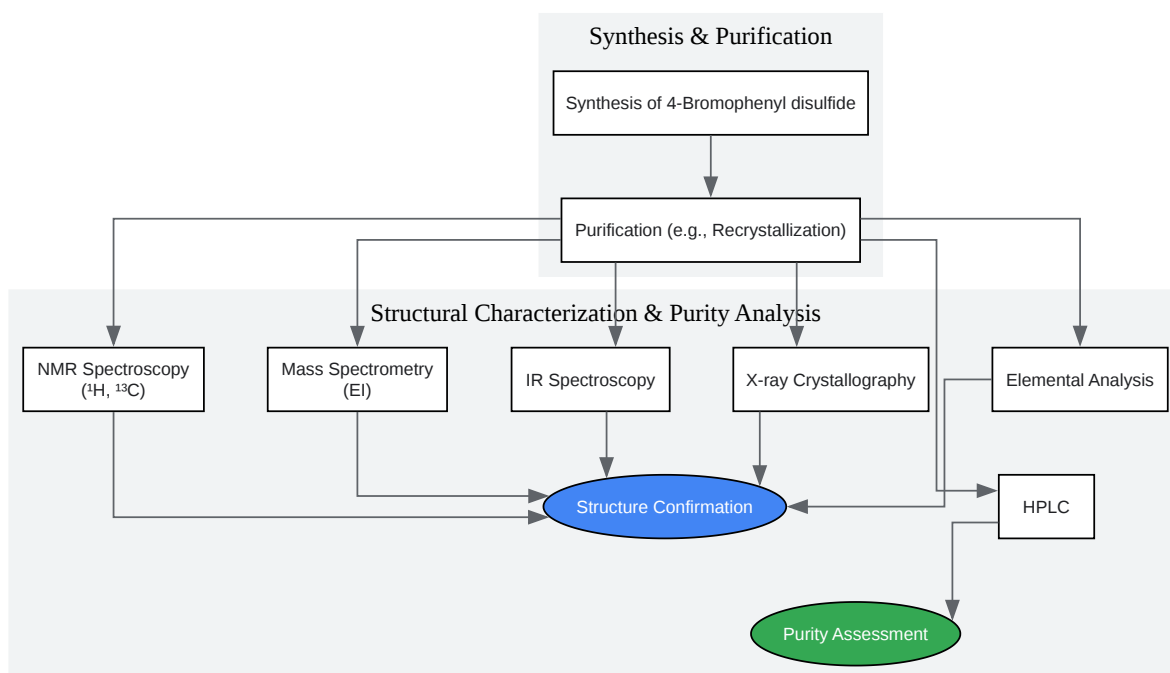 Synthesis & Purification
Synthesis of 4-Bromophenyl disulfide
Purification (e.g., Recrystallization)
Structural Characterization & Purity Analysis
NMR Spectroscopy
(¹H, ¹³C)
Mass Spectrometry
(EI)
IR Spectroscopy
X-ray Crystallography
Elemental Analysis
Structure Confirmation
HPLC
Purity Assessment